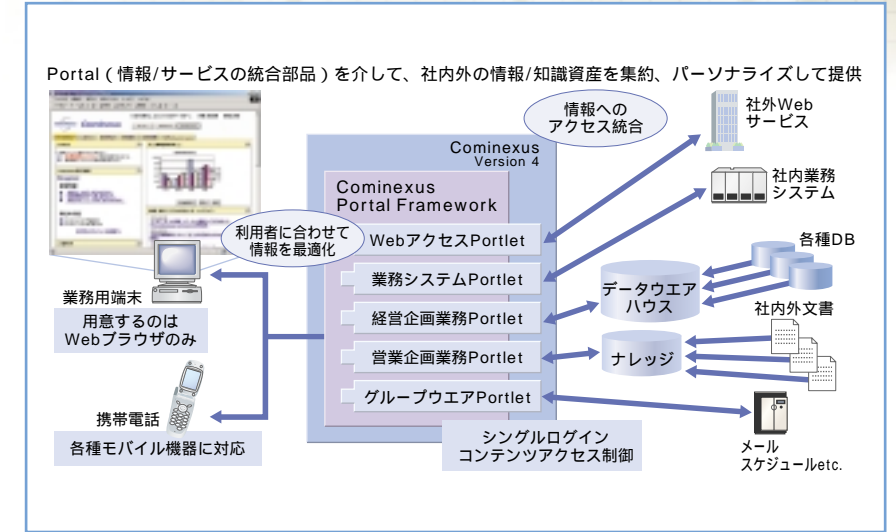 Portal（情報/サービスの統合部品）を介して、社内外の情報/知識資産を集約、パーソナライズして提供
情報への
アクセス統合
社外Web
サービス
Cominexus
Version 4
社内業務
システム
Cominexus
Portal Framework
利用者に合わせて
情報を最適化
WebアクセスPortlet
各種DB
業務システムPortlet
データウエア
ハウス
業務用端末
用意するのは
Webブラウザのみ
経営企画業務Portlet
社内外文書
営業企画業務Portlet
ナレッジ
グループウエアPortlet
携帯電話
各種モバイル機器に対応
シングルログイン
コンテンツアクセス制御
メール
スケジュールetc.